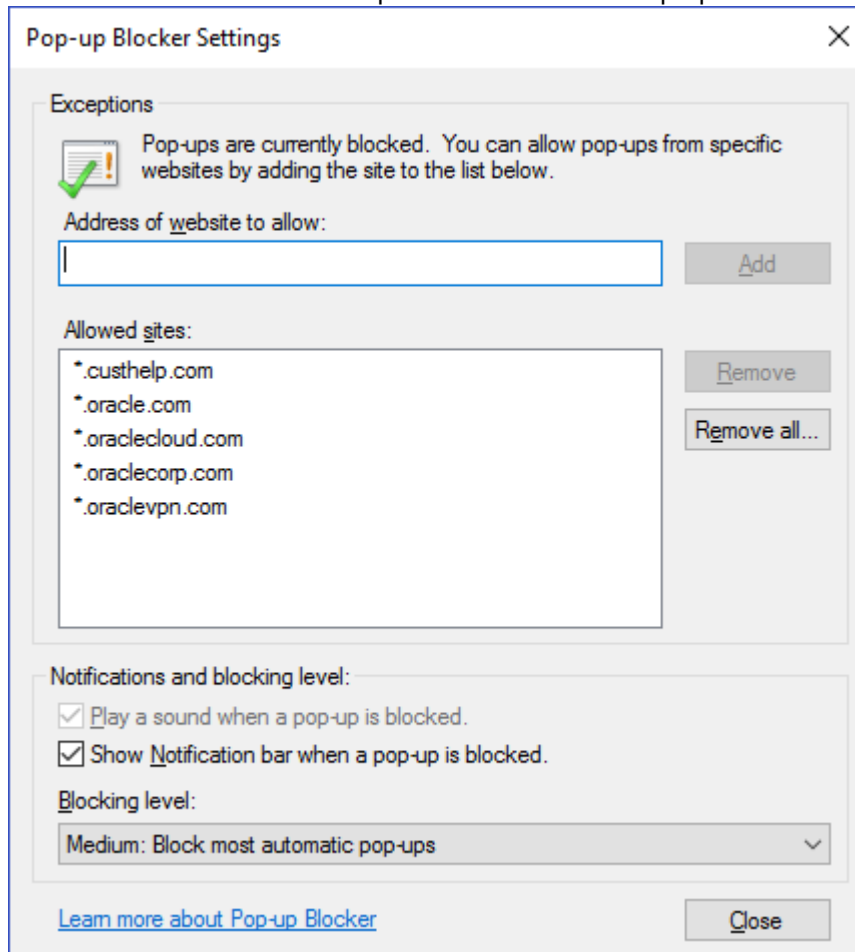 Pop-up Blocker Settings
Exceptions
Pop-ups are currently blocked. You can allow pop-ups from specific
websites by adding the site to the list below.
Address of website to allow:
Add
Allowed sites:
*.custhelp.com
*.oracle.com
*.oraclecloud.com
*.oraclecorp.com
*.oraclevpn.com
Remove
Remove all...
Notifications and blocking level:
Play a sound when a pop-up is blocked.
Show Notification bar when a pop-up is blocked.
Blocking level:
Medium: Block most automatic pop-ups
Learn more about Pop-up Blocker
Close